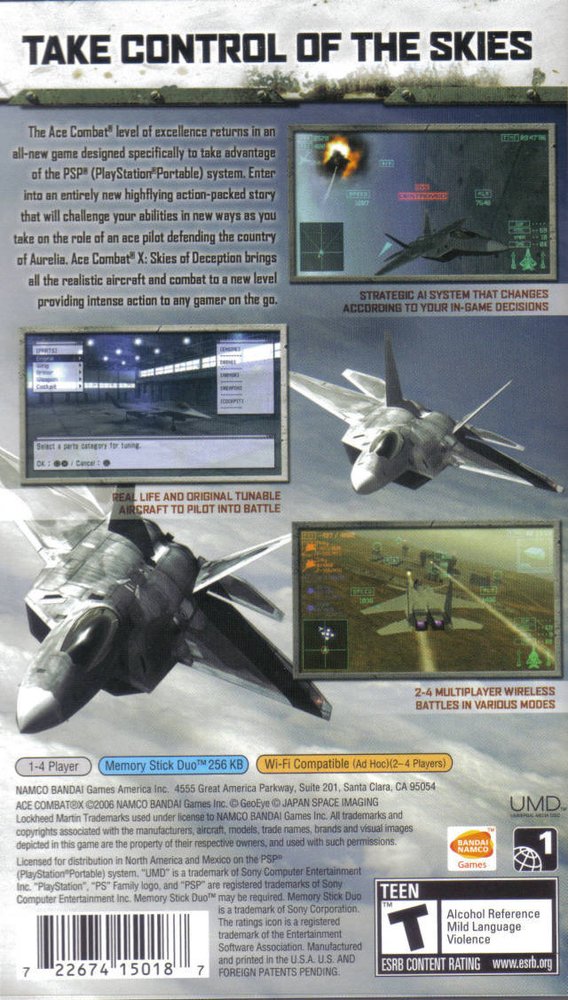 TAKE CONTROL OF THE SKIES
The Ace Combat® level of excellence returns in an
all-new game designed specifically to take advantage
of the PSP® (PlayStation®Portable) system. Enter
into an entirely new highflying action-packed story
that will challenge your abilities in new ways as you
take on the role of an ace pilot defending the country
of Aurelia. Ace Combat® X: Skies of Deception brings
all the realistic aircraft and combat to a new level
providing intense action to any gamer on the go.
SPEED
DESTROYED
ALT
STRATEGIC AI SYSTEM THAT CHANGES
ACCORDING TO YOUR IN-GAME DECISIONS
Select a parts category for tuning.
OK : / Cancel :
REAL LIFE AND ORIGINAL TUNABLE
AIRCRAFT TO PILOT INTO BATTLE
SPEED
ALT
2-4 MULTIPLAYER WIRELESS
BATTLES IN VARIOUS MODES
1-4 Player
Memory Stick Duo™ 256 KB
Wi-Fi Compatible (Ad Hoc)(2–4 Players)
NAMCO BANDAI Games America Inc. 4555 Great America Parkway, Suite 201, Santa Clara, CA 95054
ACE COMBAT®X ©2006 NAMCO BANDAI Games Inc. © GeoEye © JAPAN SPACE IMAGING
Lockheed Martin Trademarks used under license to NAMCO BANDAI Games Inc. All trademarks and
copyrights associated with the manufacturers, aircraft, models, trade names, brands and visual images
depicted in this game are the property of their respective owners, and used with such permissions.
Licensed for distribution in North America and Mexico on the PSP®
(PlayStation®Portable) system. "UMD" is a trademark of Sony Computer Entertainment
Inc. "PlayStation", "PS" Family logo, and "PSP" are registered trademarks of Sony
Computer Entertainment Inc. Memory Stick Duo™ may be required. Memory Stick Duo
is a trademark of Sony Corporation.
The ratings icon is a registered
trademark of the Entertainment
Software Association. Manufactured
and printed in the U.S.A. U.S. AND
FOREIGN PATENTS PENDING.
UMD
BANDAI
NAMCO
Games
1
TEEN
T
Alcohol Reference
Mild Language
Violence
ESRB CONTENT RATING www.esrb.org
7 22674 15018 7